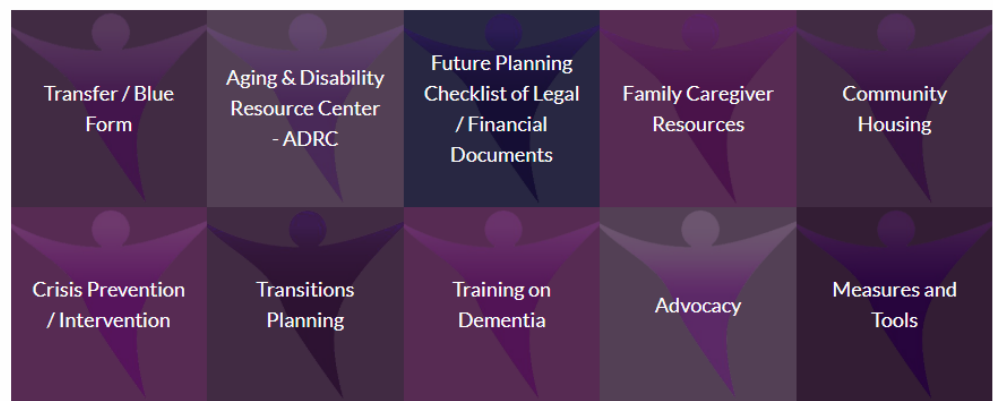 Transfer / Blue
Form
Aging & Disability
Resource Center
- ADRC
Future Planning
Checklist of Legal
/ Financial
Documents
Family Caregiver
Resources
Community
Housing
Crisis Prevention
/ Intervention
Transitions
Planning
Training on
Dementia
Advocacy
Measures and
Tools